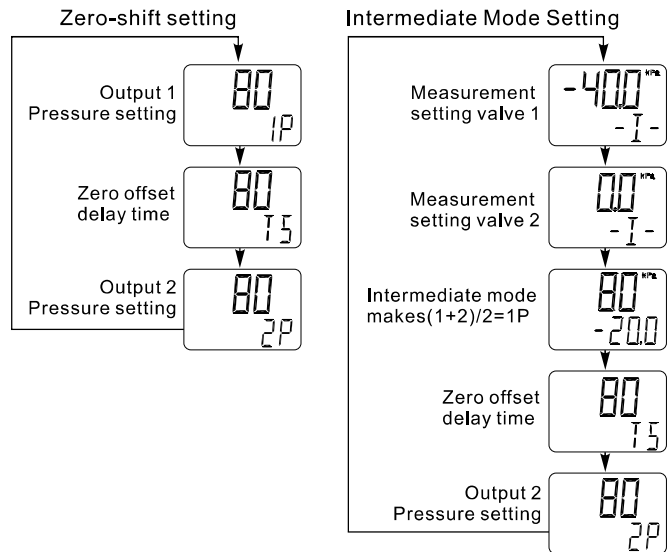 Zero-shift setting
Output 1
Pressure setting
80
1P
Zero offset
delay time
80
T5
Output 2
Pressure setting
80
2P
Intermediate Mode Setting
Measurement
setting valve 1
-40.0 kPa
-I-
Measurement
setting valve 2
0.0 kPa
-I-
Intermediate mode
makes(1+2)/2=1P
80 kPa
-20.0
Zero offset
delay time
80
T5
Output 2
Pressure setting
80
2P